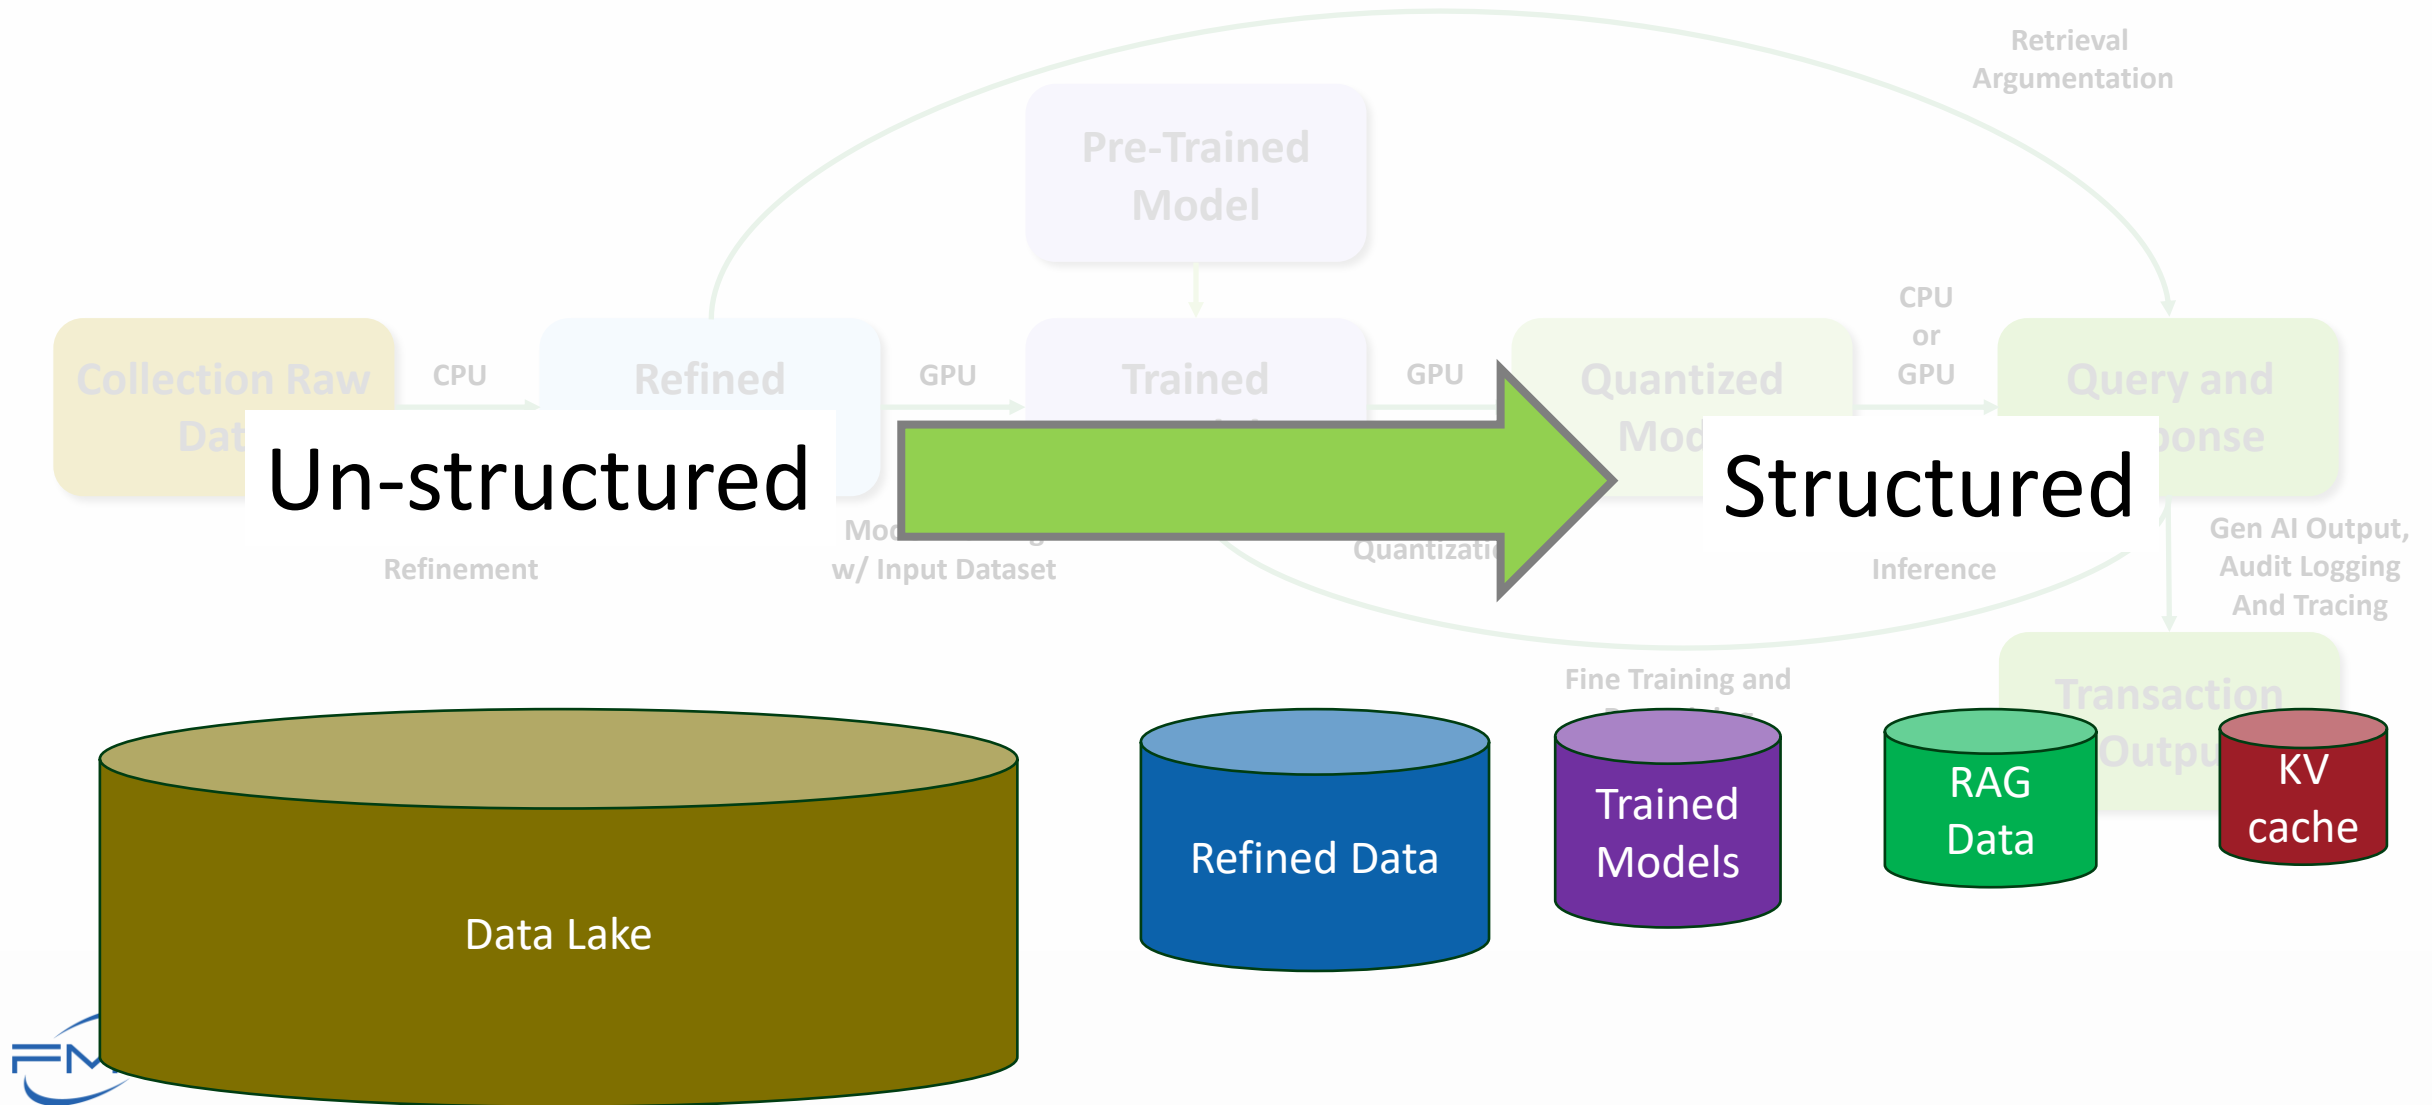 Retrieval
Argumentation
Pre-Trained
Model
CPU
or
GPU
Collection Raw
CPU
Refined
GPU
Trained
GPU
Quantized
Query and
Un-structured
Structured
Refinement
w/ Input Dataset
Inference
Gen AI Output,
Audit Logging
And Tracing
Fine Training and
Transaction
Data Lake
Refined Data
Trained
Models
RAG
Data
KV
cache